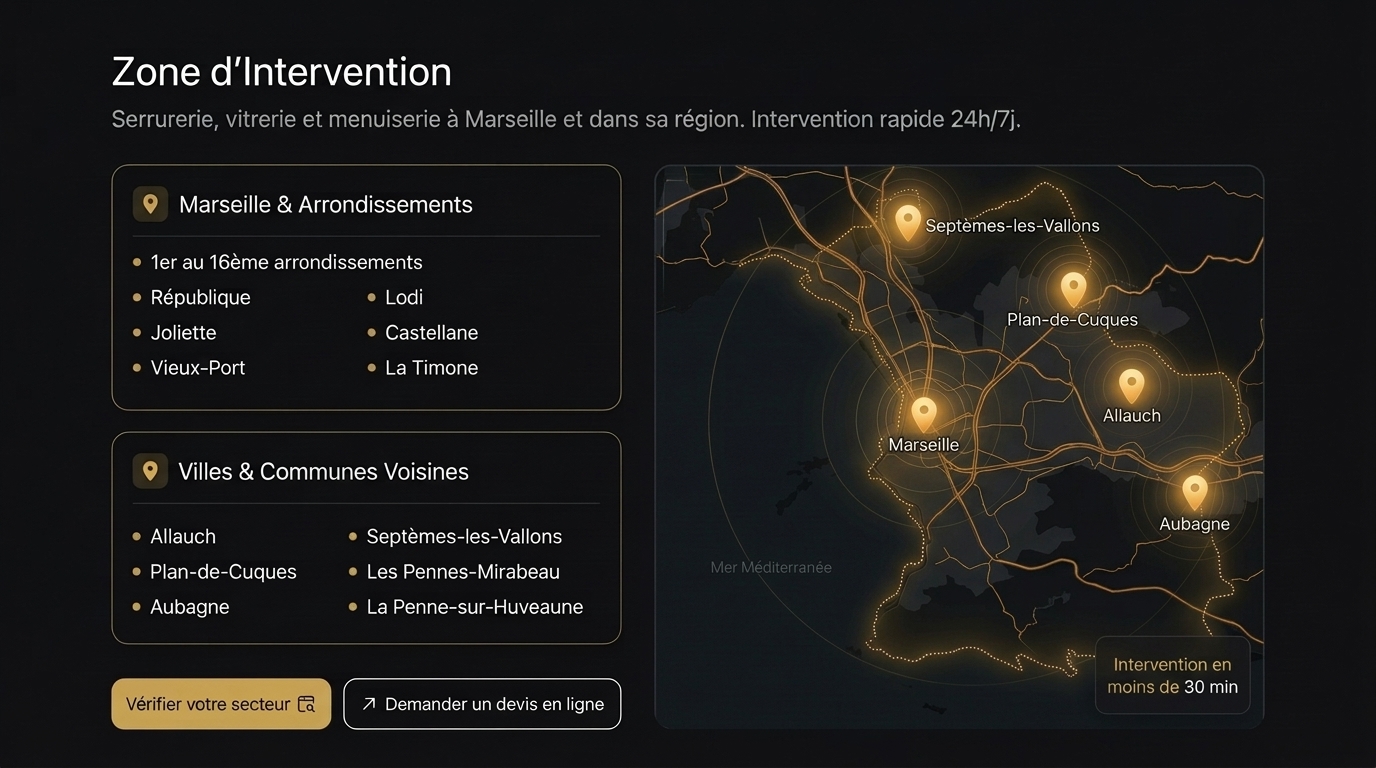 Zone d’Intervention
Serrurerie, vitrerie et menuiserie à Marseille et dans sa région. Intervention rapide 24h/7j.
Marseille & Arrondissements
1er au 16ème arrondissements
République
Lodi
Joliette
Castellane
Vieux-Port
La Timone
Villes & Communes Voisines
Allauch
Septèmes-les-Vallons
Plan-de-Cuques
Les Pennes-Mirabeau
Aubagne
La Penne-sur-Huveaune
Vérifier votre secteur
Demander un devis en ligne
Septèmes-les-Vallons
Plan-de-Cuques
Allauch
Marseille
Aubagne
Mer Méditerranée
Intervention en
moins de 30 min